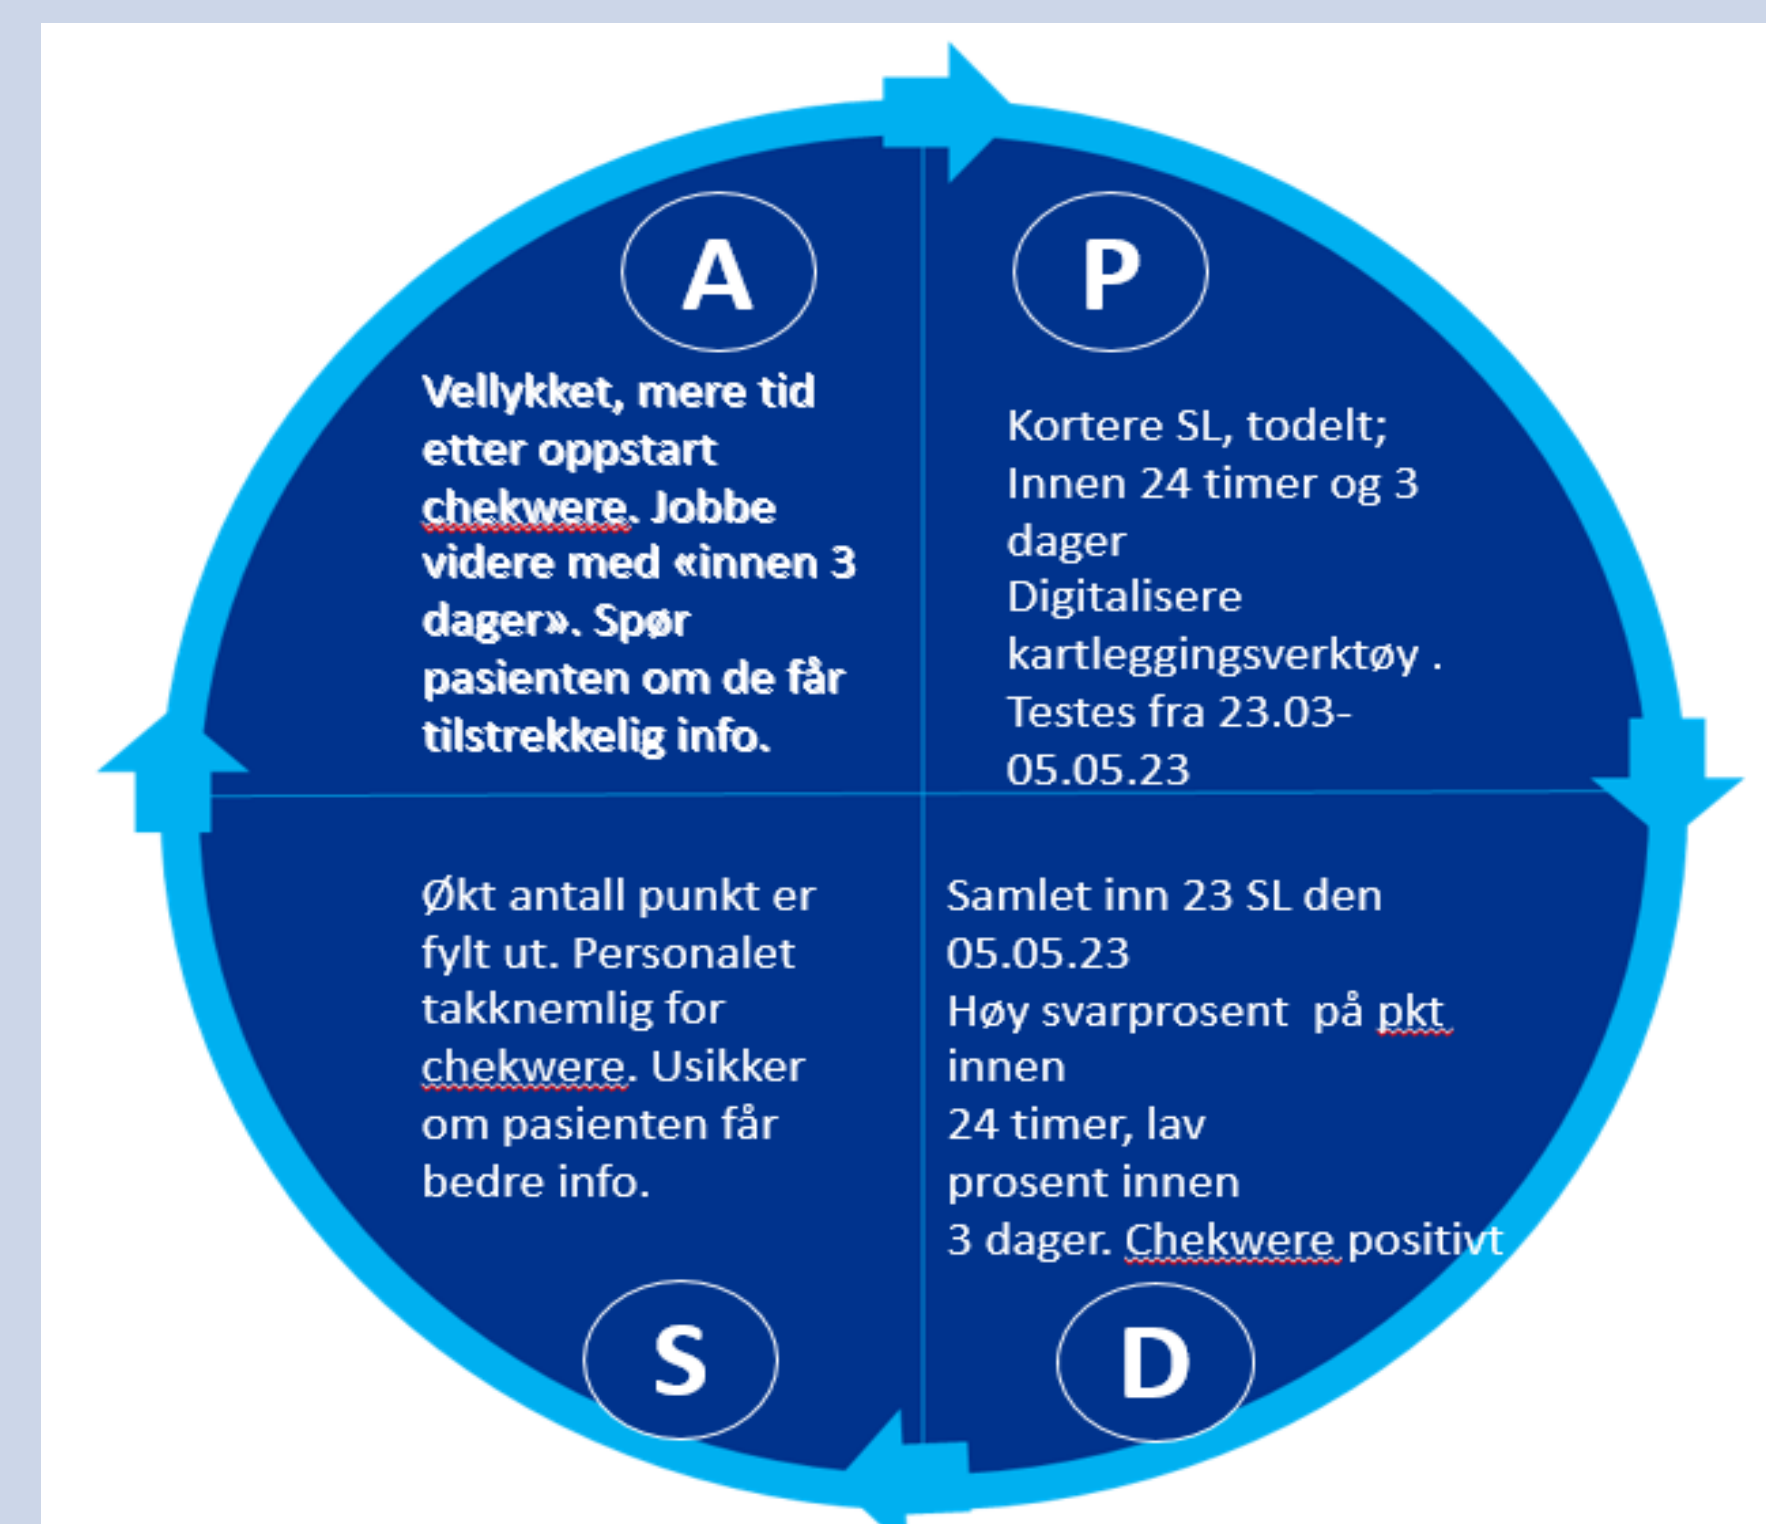 A
Vellykket, mere tid
etter oppstart
chekwere. Jobbe
videre med «innen 3
dager». Spør
pasienten om de får
tilstrekkelig info.
P
Kortere SL, todelt;
Innen 24 timer og 3
dager
Digitalisere
kartleggingsverktøy .
Testes fra 23.03-
05.05.23
Økt antall punkt er
fylt ut. Personalet
takknemlig for
chekwere. Usikker
om pasienten får
bedre info.
S
Samlet inn 23 SL den
05.05.23
Høy svarprosent  på pkt
innen
24 timer, lav
prosent innen
3 dager. Chekwere positivt
D